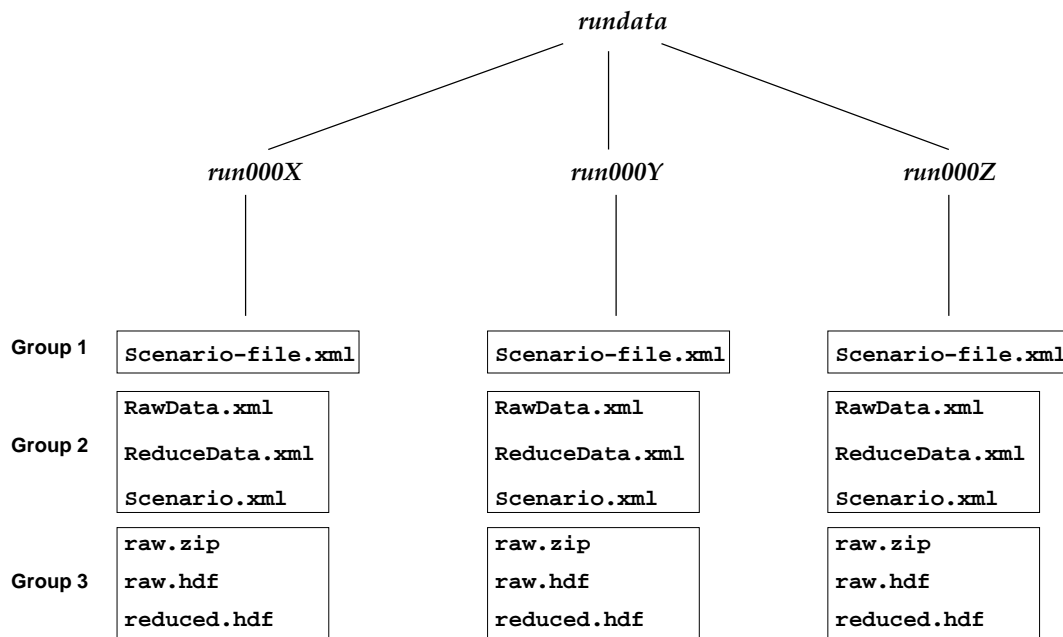 rundata
run000X run000Y run000Z
Group 1 Scenario-file.xml Scenario-file.xml Scenario-file.xml
RawData.xml RawData.xml RawData.xml
Group 2 ReduceData.xml ReduceData.xml ReduceData.xml
Scenario.xml Scenario.xml Scenario.xml
raw.zip raw.zip raw.zip
Group 3 raw.hdf raw.hdf raw.hdf
reduced.hdf reduced.hdf reduced.hdf